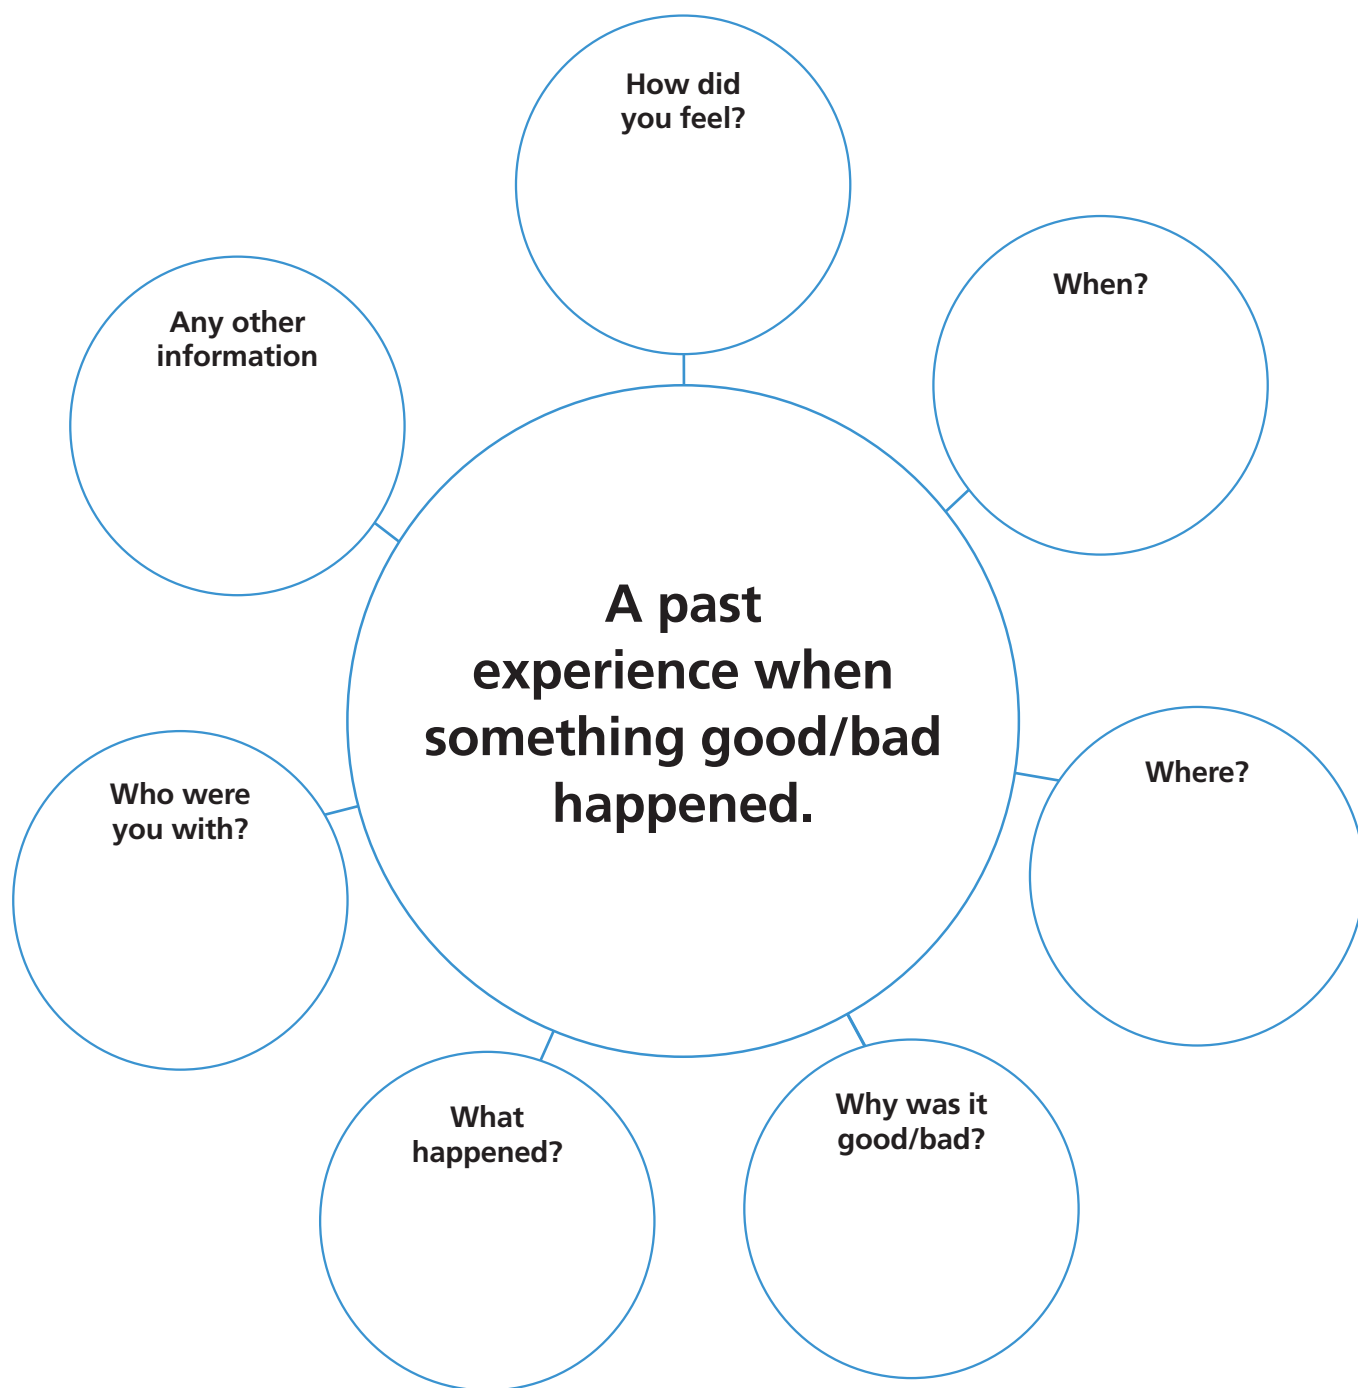 How did
you feel?
When?
Any other
information
A past
experience when
something good/bad
happened.
Where?
Who were
you with?
Why was it
good/bad?
What
happened?